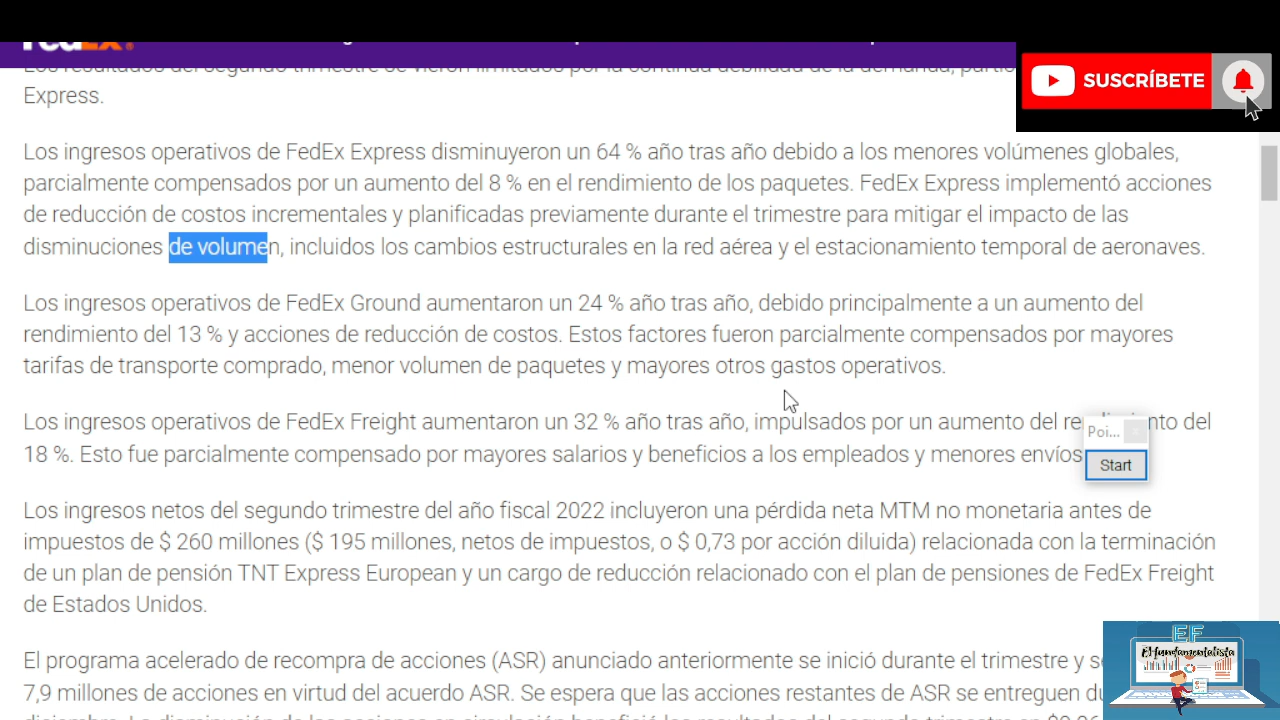 FedEx
Express.
SUSCRÍBETE
Los ingresos operativos de FedEx Express disminuyeron un 64 % año tras año debido a los menores volúmenes globales,
parcialmente compensados por un aumento del 8 % en el rendimiento de los paquetes. FedEx Express implementó acciones
de reducción de costos incrementales y planificadas previamente durante el trimestre para mitigar el impacto de las
disminuciones de volumen, incluidos los cambios estructurales en la red aérea y el estacionamiento temporal de aeronaves.
Los ingresos operativos de FedEx Ground aumentaron un 24 % año tras año, debido principalmente a un aumento del
rendimiento del 13 % y acciones de reducción de costos. Estos factores fueron parcialmente compensados por mayores
tarifas de transporte comprado, menor volumen de paquetes y mayores otros gastos operativos.
Los ingresos operativos de FedEx Freight aumentaron un 32 % año tras año, impulsados por un aumento del rendimiento del
18 %. Esto fue parcialmente compensado por mayores salarios y beneficios a los empleados y menores envíos
Poi...
Start
Los ingresos netos del segundo trimestre del año fiscal 2022 incluyeron una pérdida neta MTM no monetaria antes de
impuestos de $ 260 millones ($ 195 millones, netos de impuestos, o $ 0,73 por acción diluida) relacionada con la terminación
de un plan de pensión TNT Express European y un cargo de reducción relacionado con el plan de pensiones de FedEx Freight
de Estados Unidos.
El programa acelerado de recompra de acciones (ASR) anunciado anteriormente se inició durante el trimestre y
7,9 millones de acciones en virtud del acuerdo ASR. Se espera que las acciones restantes de ASR se entreguen
EF
El fundamentalista